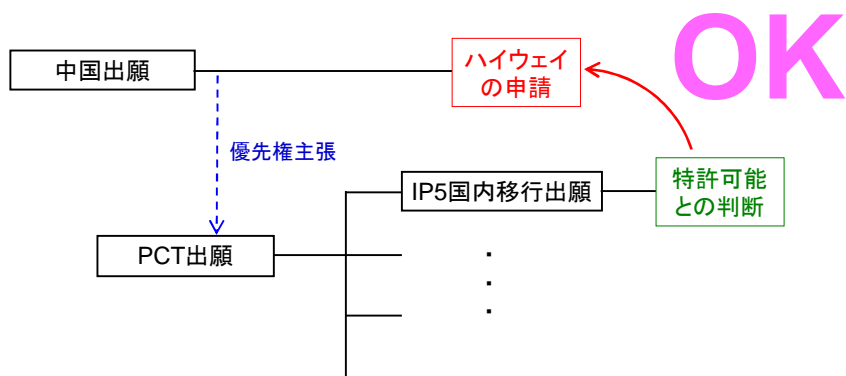 OK
中国出願
ハイウェイ
の申請
優先権主張
IP5国内移行出願
特許可能
との判断
PCT出願
・
・
・